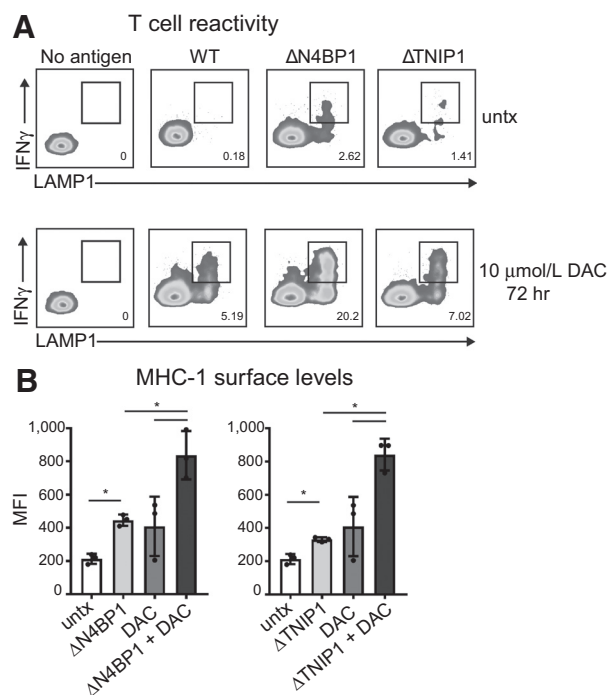 A
T cell reactivity
No antigen WT ΔN4BP1 ΔTNIP1
IFNγ
0 0.18 2.62 1.41
untx
LAMP1
IFNγ
0 5.19 20.2 7.02
10 μmol/L DAC
72 hr
LAMP1
B
MHC-1 surface levels
* *
1,000 1,000
800 800
* *
600 600
MFI
400 400
200 200
0 0
untx ΔN4BP1 DAC ΔN4BP1 + DAC untx ΔTNIP1 DAC ΔTNIP1 + DAC